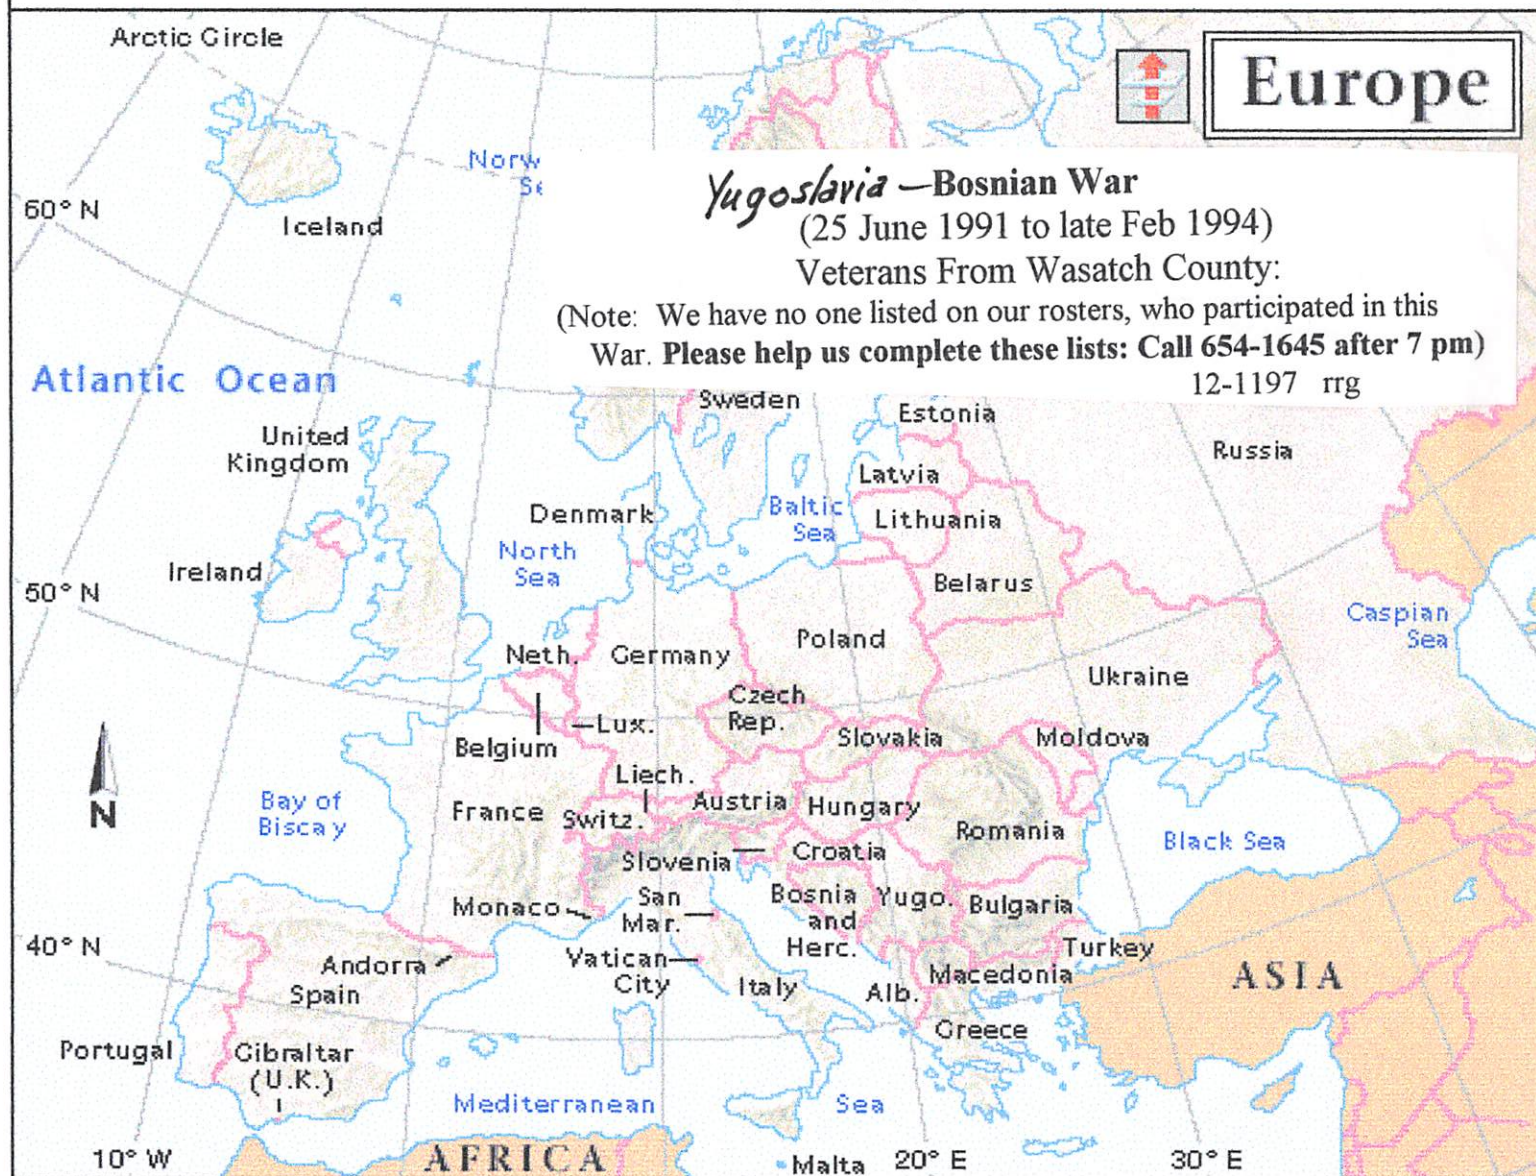 Arctic Circle
Europe
Norw
Se
60° N
Iceland
Yugoslavia — Bosnian War
(25 June 1991 to late Feb 1994)
Veterans From Wasatch County:
(Note: We have no one listed on our rosters, who participated in this
War. Please help us complete these lists: Call 654-1645 after 7 pm)
12-1197 rrg
Atlantic Ocean
Sweden
Estonia
United
Kingdom
Russia
Latvia
Denmark
Baltic
Sea
Lithuania
North
Sea
Ireland
Belarus
50° N
Caspian
Sea
Neth.
Germany
Poland
Ukraine
Czech
Rep.
Lux.
Belgium
Slovakia
Moldova
Liech.
N
Bay of
Biscay
France
Switz.
Austria
Hungary
Romania
Black Sea
Slovenia
Croatia
Monaco
San
Mar.
Bosnia
and
Herc.
Yugo.
Bulgaria
40° N
Andorra
Vatican
City
Italy
Alb.
Macedonia
Turkey
ASIA
Spain
Greece
Portugal
Gibraltar
(U.K.)
Mediterranean
Sea
10° W
AFRICA
Malta
20° E
30° E